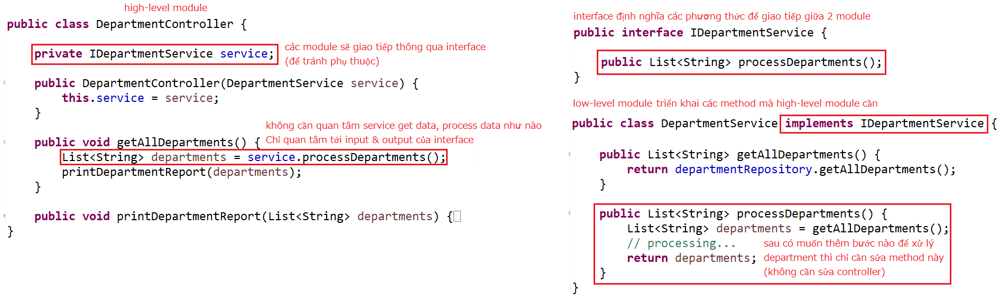 high-level module
public class DepartmentController {
private IDepartmentService service;
các module sẽ giao tiếp thông qua interface
(để tránh phụ thuộc)
public DepartmentController(DepartmentService service) {
this.service = service;
}
không cần quan tâm service get data, process data như nào
public void getAllDepartments() {
Chỉ quan tâm tới input & output của interface
List<String> departments = service.processDepartments();
printDepartmentReport(departments);
}
public void printDepartmentReport(List<String> departments) {..
}
interface định nghĩa các phương thức để giao tiếp giữa 2 module
public interface IDepartmentService {
public List<String> processDepartments();
}
low-level module triển khai các method mà high-level module cần
public class DepartmentService implements IDepartmentService {
public List<String> getAllDepartments() {
return departmentRepository.getAllDepartments();
}
public List<String> processDepartments() {
List<String> departments = getAllDepartments();
// processing...
sau có muốn thêm bước nào để xử lý
return departments;
department thì chỉ cần sửa method này
}
(không cần sửa controller)
}